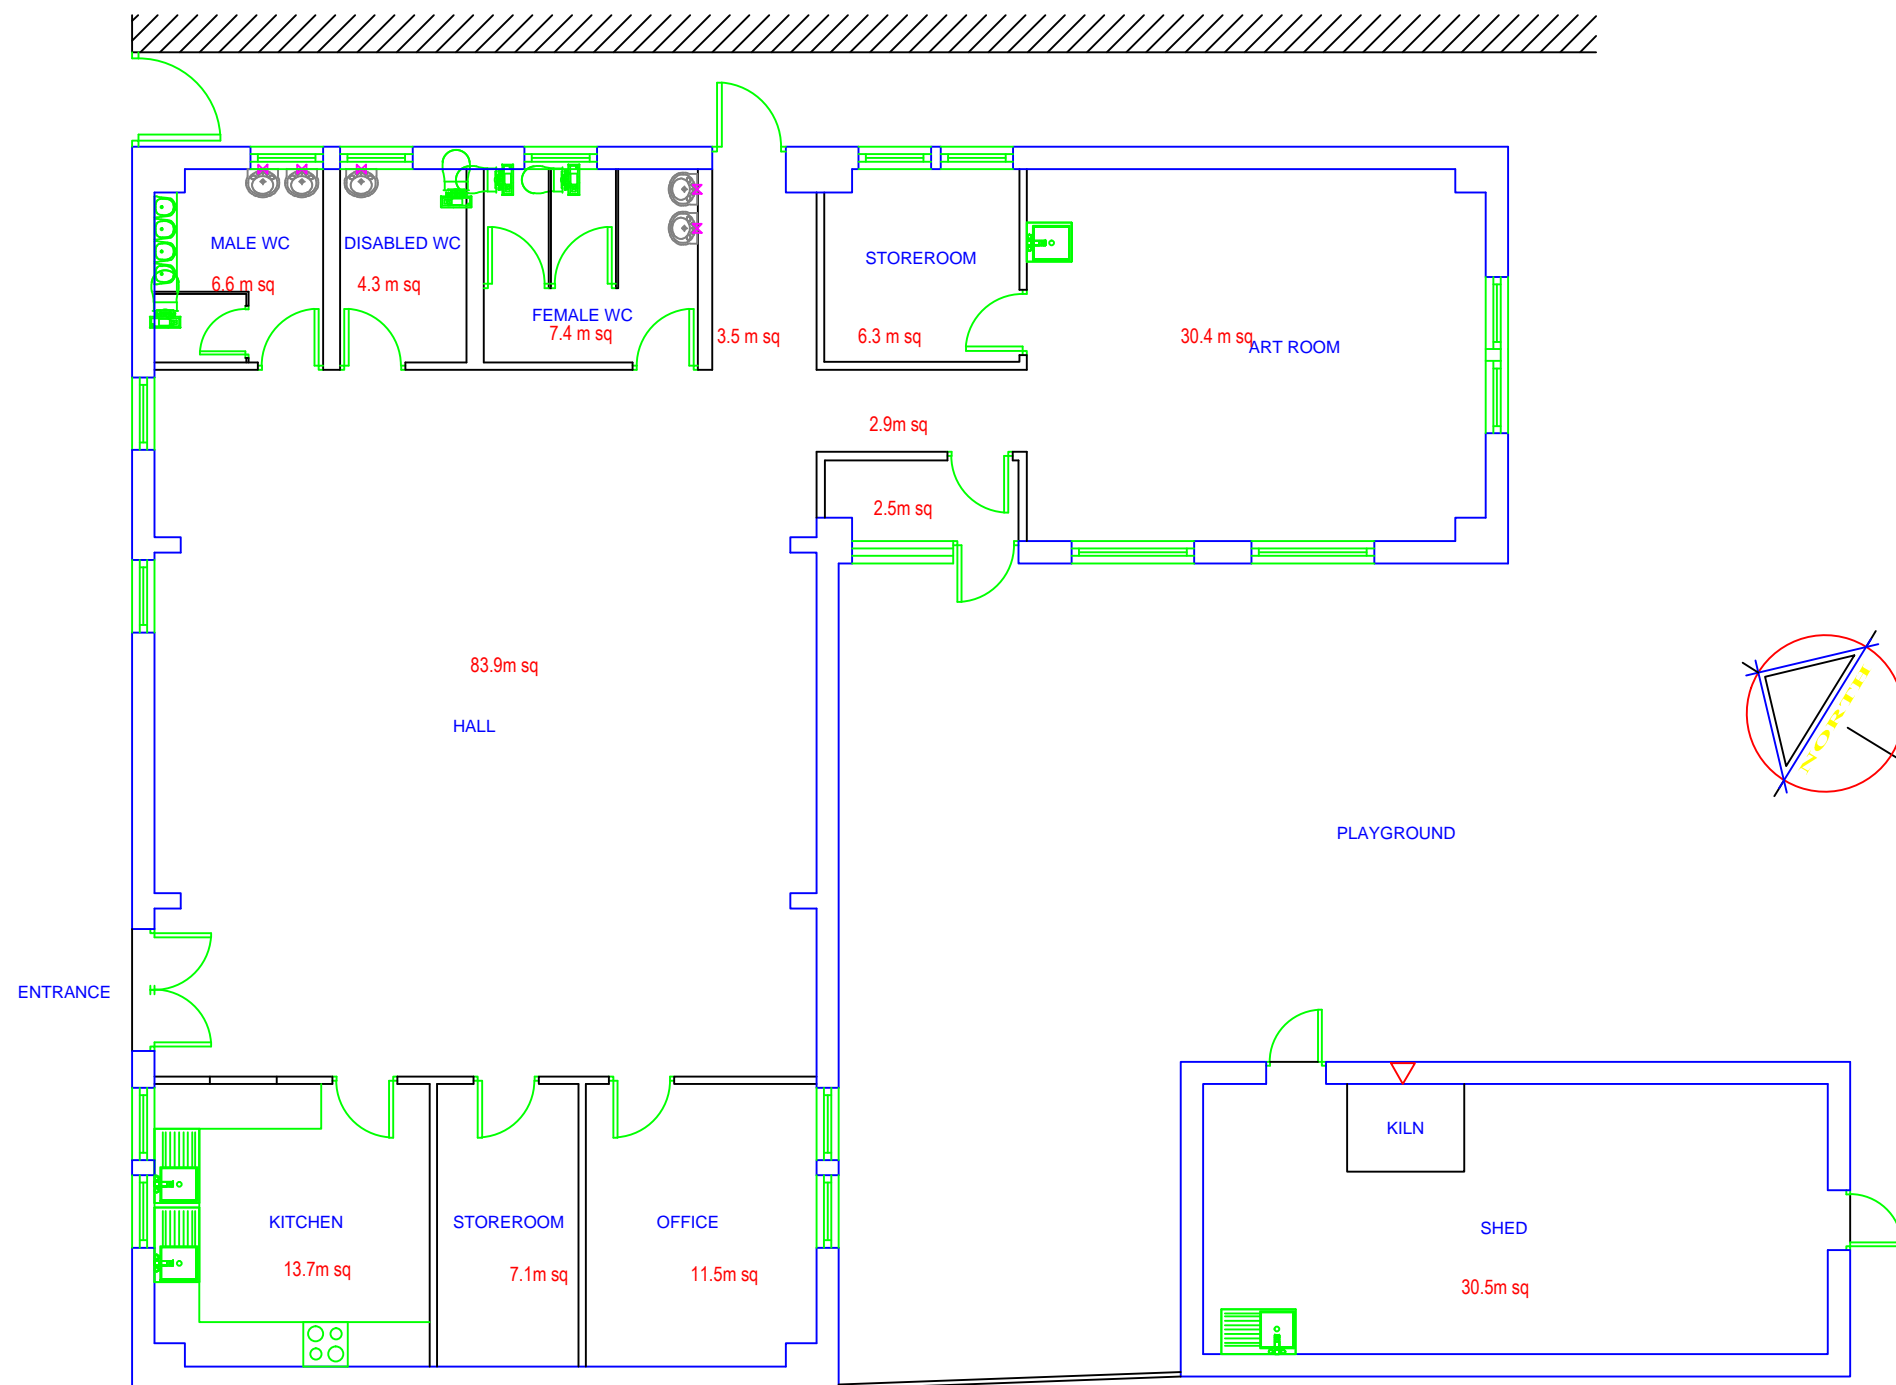 MALE WC
DISABLED WC
6.6 m sq
4.3 m sq
FEMALE WC
7.4 m sq
3.5 m sq
STOREROOM
6.3 m sq
30.4 m sq
ART ROOM
2.9m sq
2.5m sq
83.9m sq
HALL
NORTH
PLAYGROUND
ENTRANCE
KILN
KITCHEN
13.7m sq
STOREROOM
7.1m sq
OFFICE
11.5m sq
SHED
30.5m sq